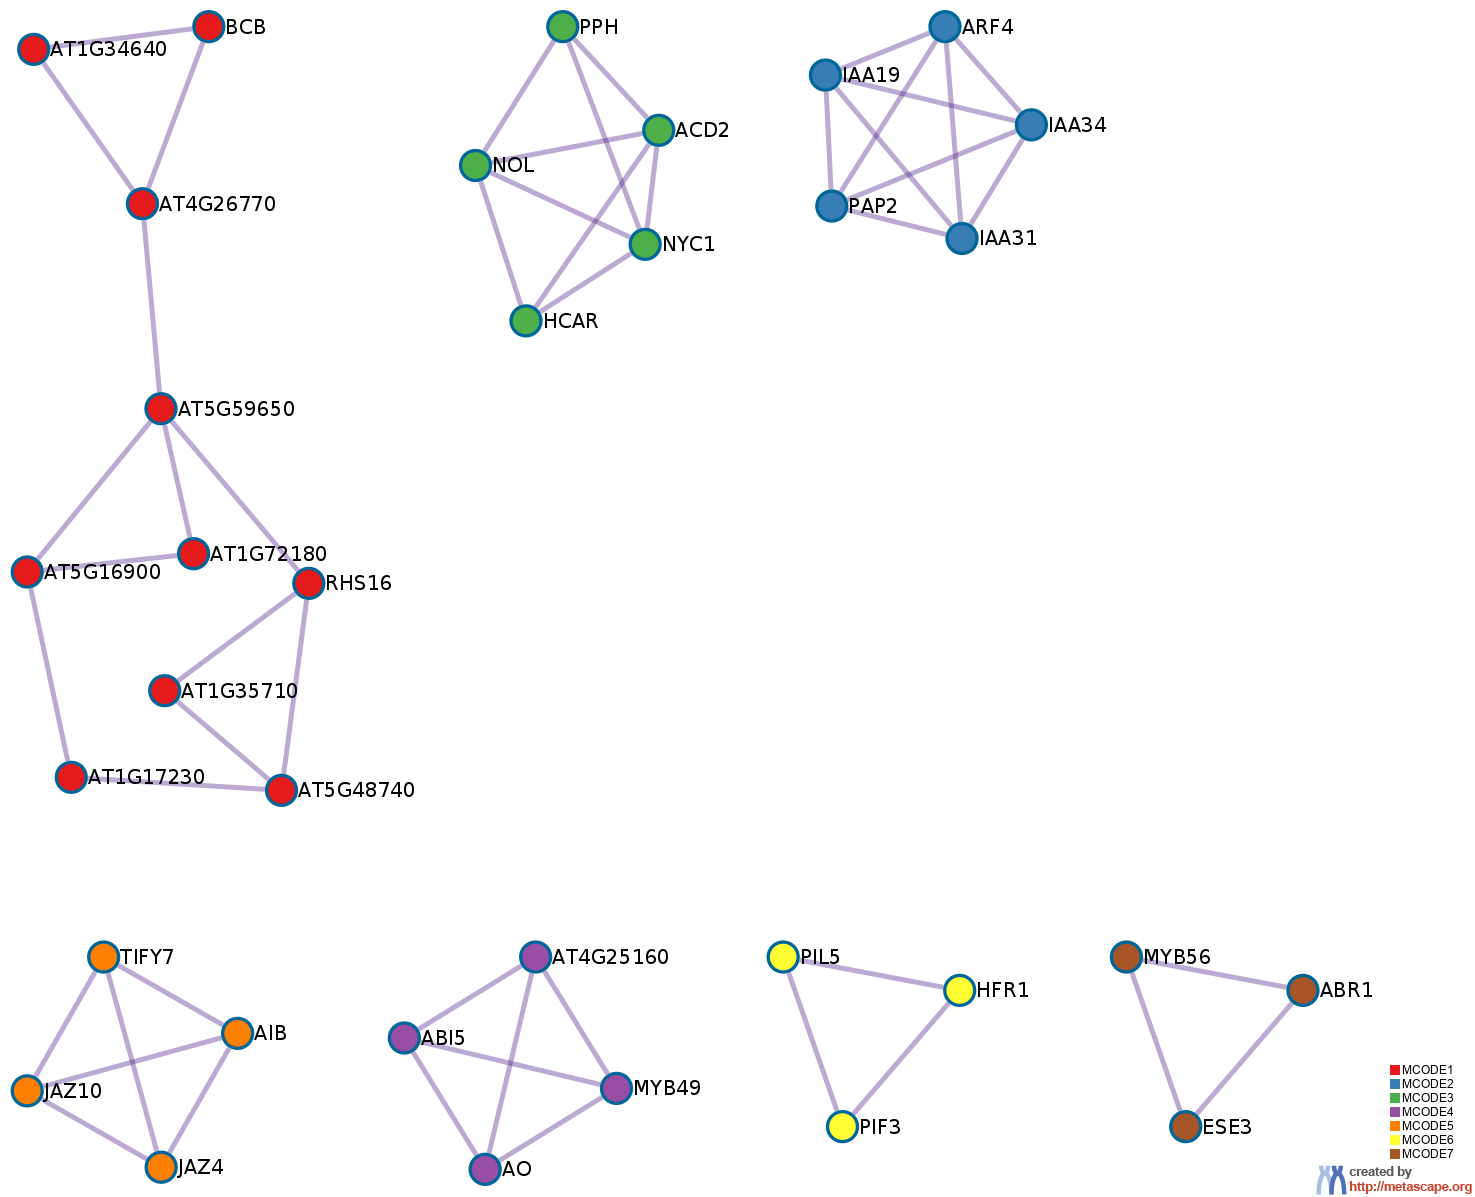 BCB
AT1G34640
AT4G26770
AT5G59650
AT1G72180
AT5G16900
RHS16
AT1G35710
AT1G17230
AT5G48740
PPH
ACD2
NOL
NYC1
HCAR
ARF4
IAA19
IAA34
PAP2
IAA31
TIFY7
AIB
JAZ10
JAZ4
AT4G25160
ABI5
MYB49
AO
PIL5
HFR1
PIF3
MYB56
ABR1
ESE3
MCODE1
MCODE2
MCODE3
MCODE4
MCODE5
MCODE6
MCODE7
created by
http://metascape.org